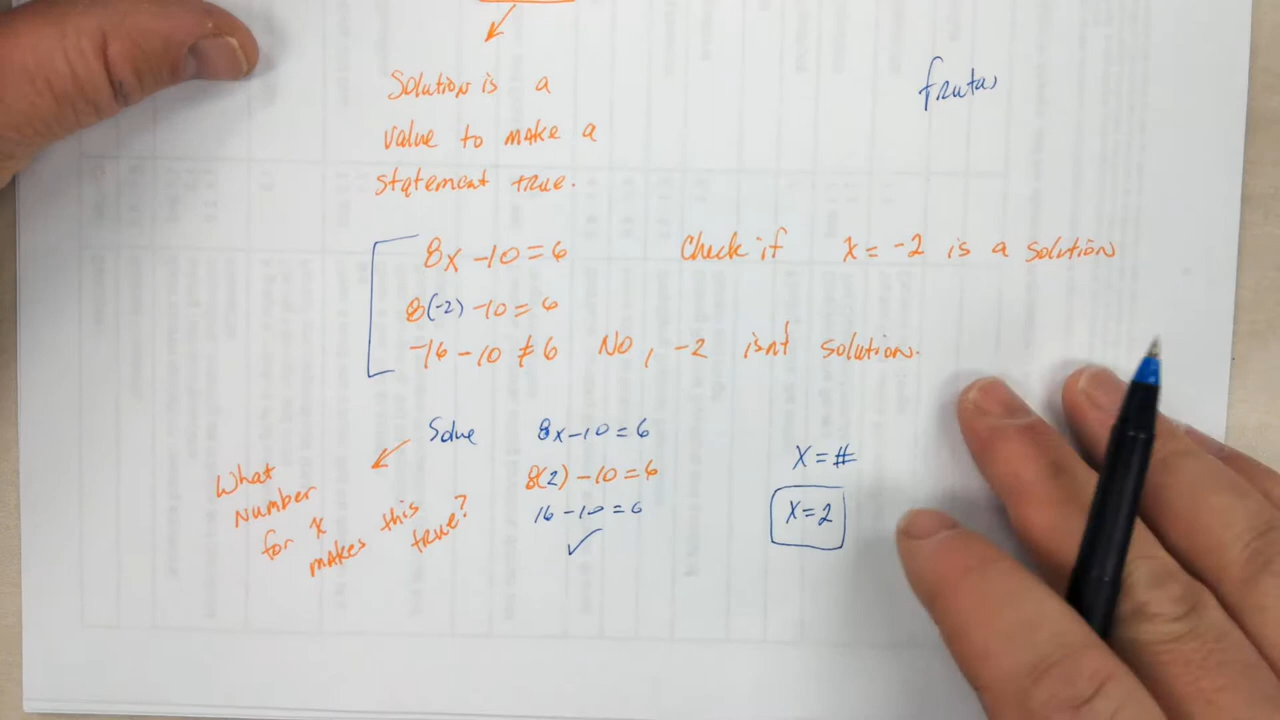 Solution is a
value to make a
statement true.
frutas
8x -10 = 6
Check if x = -2 is a solution
8(-2) -10 = 6
-16 -10 ≠ 6 No, -2 isn't solution.
Solve 8x -10 = 6
What
number
for x
makes this
true?
8(2) -10 = 6
16 -10 = 6
✓
x = #
x = 2